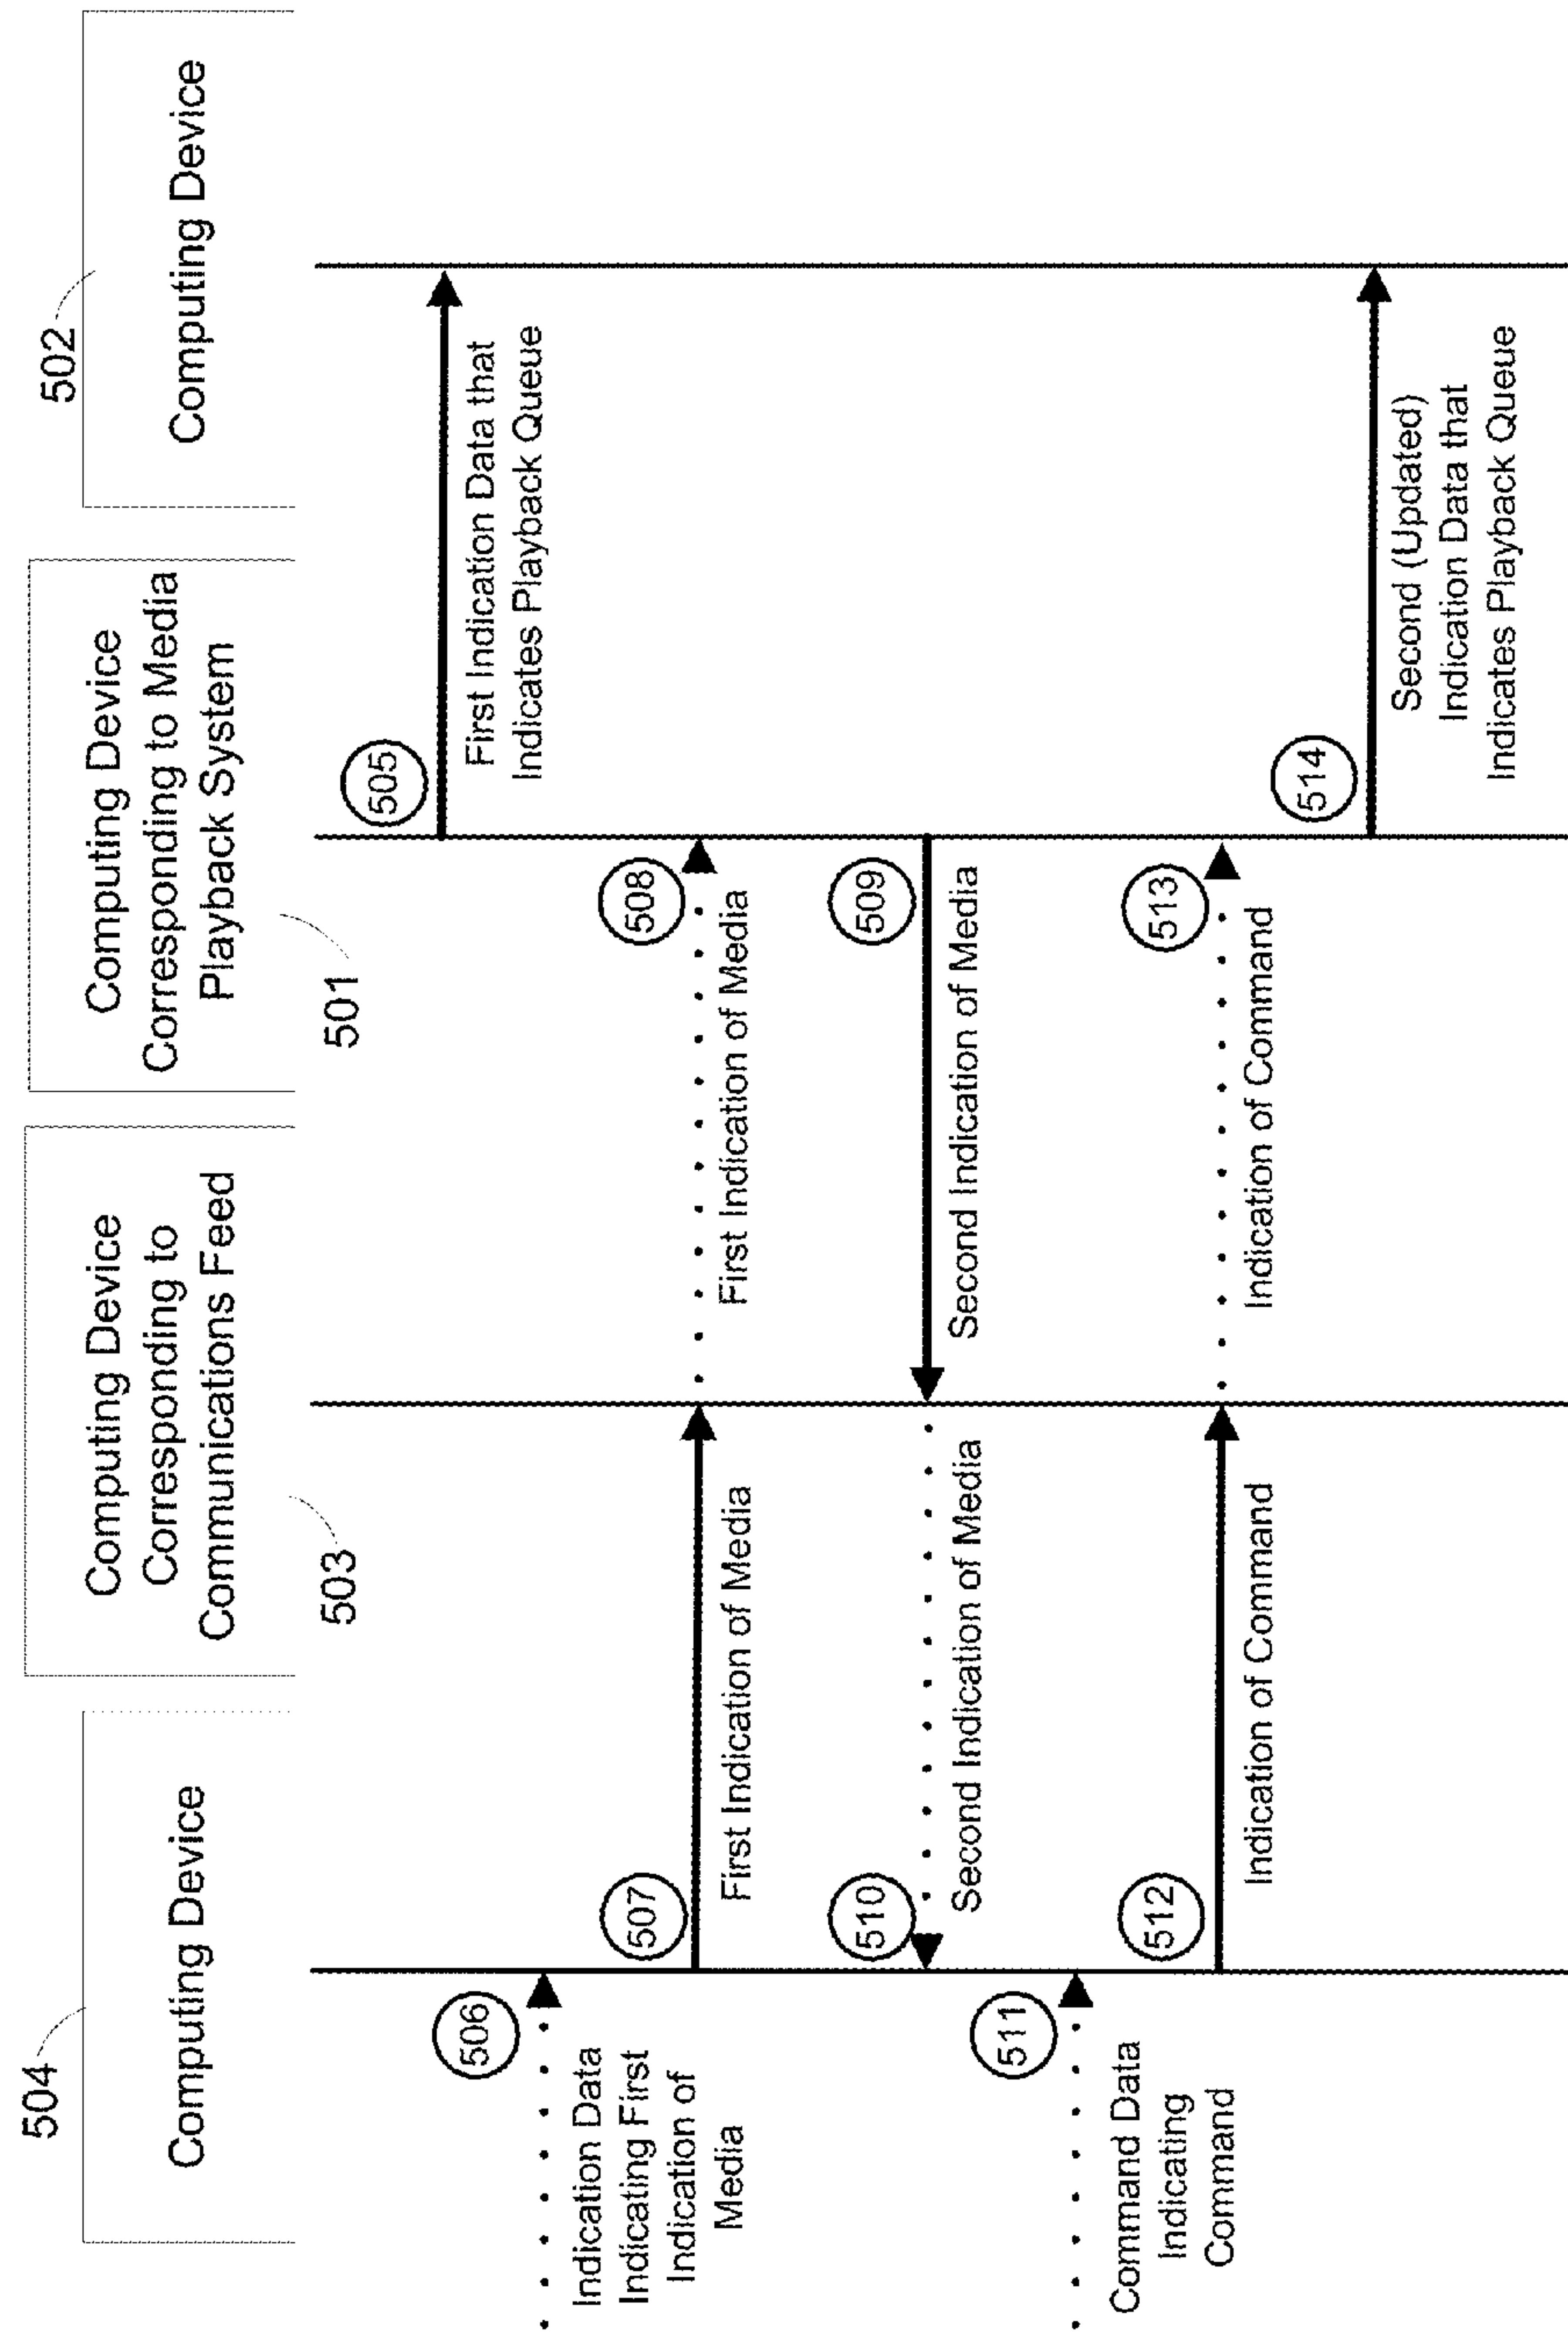 504
Computing Device
Computing Device
Corresponding to
Communications Feed
503
Computing Device
Corresponding to Media
Playback System
501
502
Computing Device
505
First Indication Data that
Indicates Playback Queue
506
Indication Data
Indicating First
Indication of
Media
507
First Indication of Media
508
First Indication of Media
509
Second Indication of Media
510
Second Indication of Media
511
Command Data
Indicating
Command
512
Indication of Command
513
Indication of Command
514
Second (Updated)
Indication Data that
Indicates Playback Queue